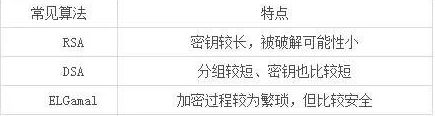 常见算法 特点
RSA 密钥较长，被破解可能性小
DSA 分组较短、密钥也比较短
ELGamal 加密过程较为繁琐，但比较安全